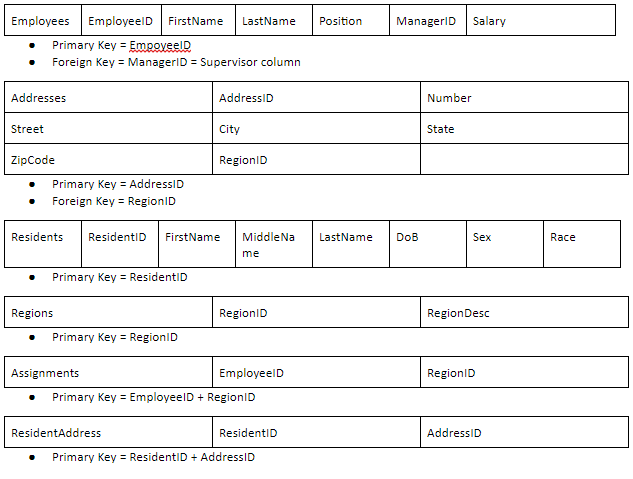 Employees EmployeeID FirstName LastName Position ManagerID Salary
● Primary Key = EmpoyeeID
● Foreign Key = ManagerID = Supervisor column
Addresses AddressID Number
Street City State
ZipCode RegionID
● Primary Key = AddressID
● Foreign Key = RegionID
Residents ResidentID FirstName MiddleNa LastName DoB Sex Race
me
● Primary Key = ResidentID
Regions RegionID RegionDesc
● Primary Key = RegionID
Assignments EmployeeID RegionID
● Primary Key = EmployeeID + RegionID
ResidentAddress ResidentID AddressID
● Primary Key = ResidentID + AddressID